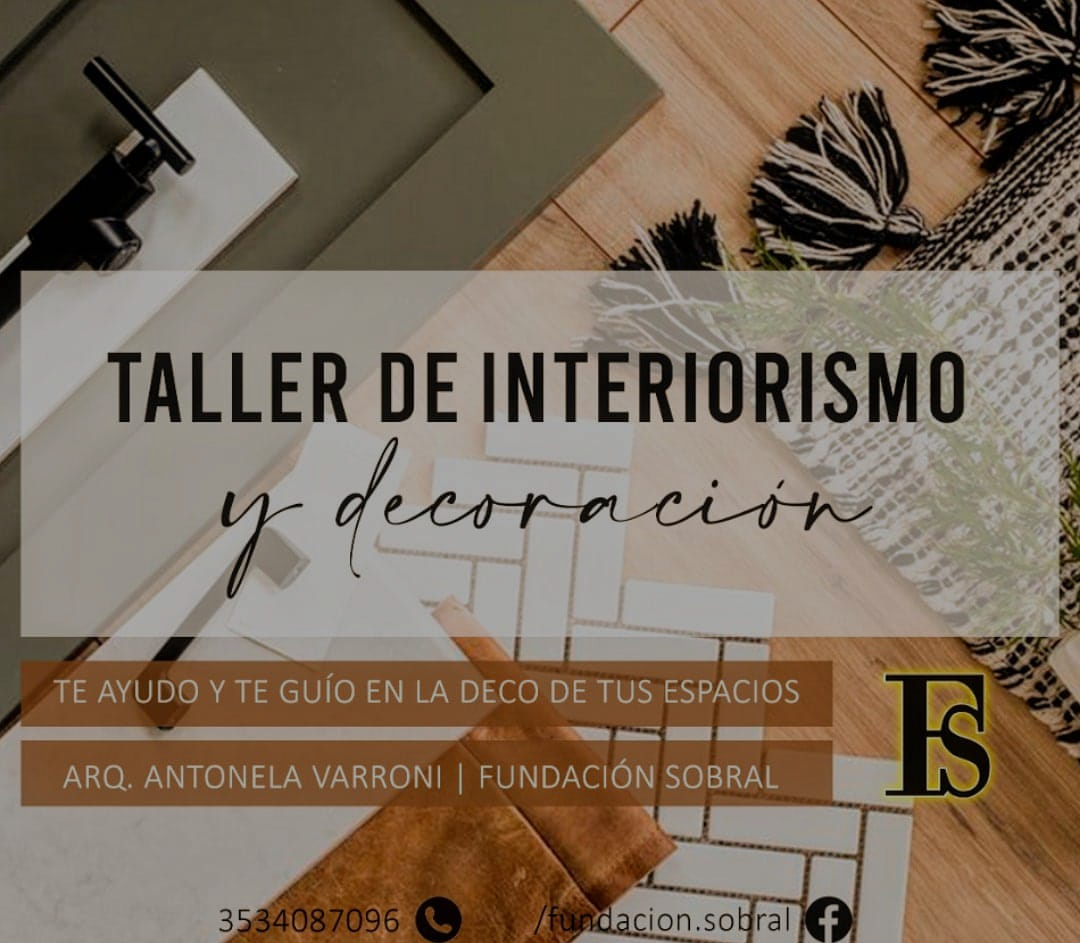 TALLER DE INTERIORISMO
y decoración
TE AYUDO Y TE GUÍO EN LA DECO DE TUS ESPACIOS
ARQ. ANTONELA VARRONI | FUNDACIÓN SOBRAL
FS
3534087096
/fundacion.sobral